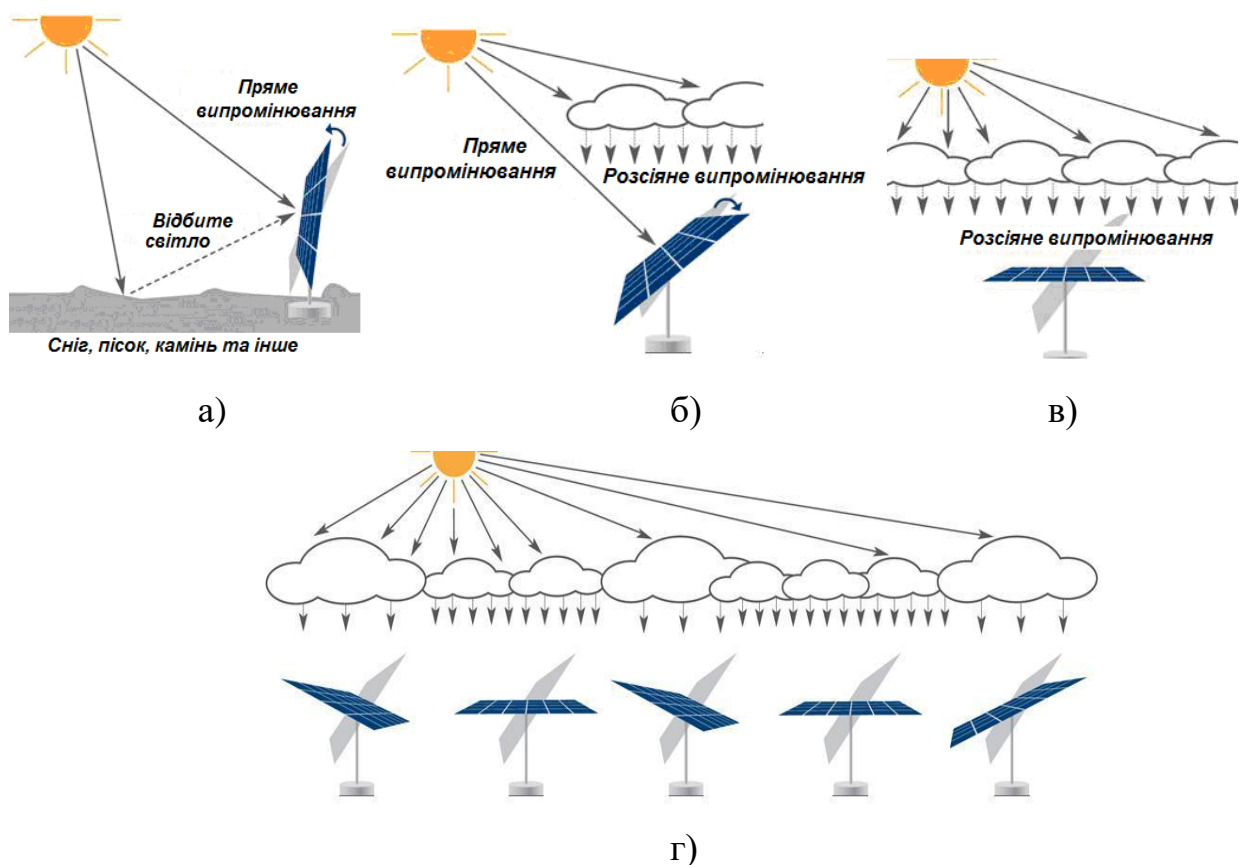 Пряме
випромінювання
Відбите
світло
Сніг, пісок, камінь та інше
а)
Пряме
випромінювання
Розсіяне випромінювання
б)
Розсіяне випромінювання
в)
г)